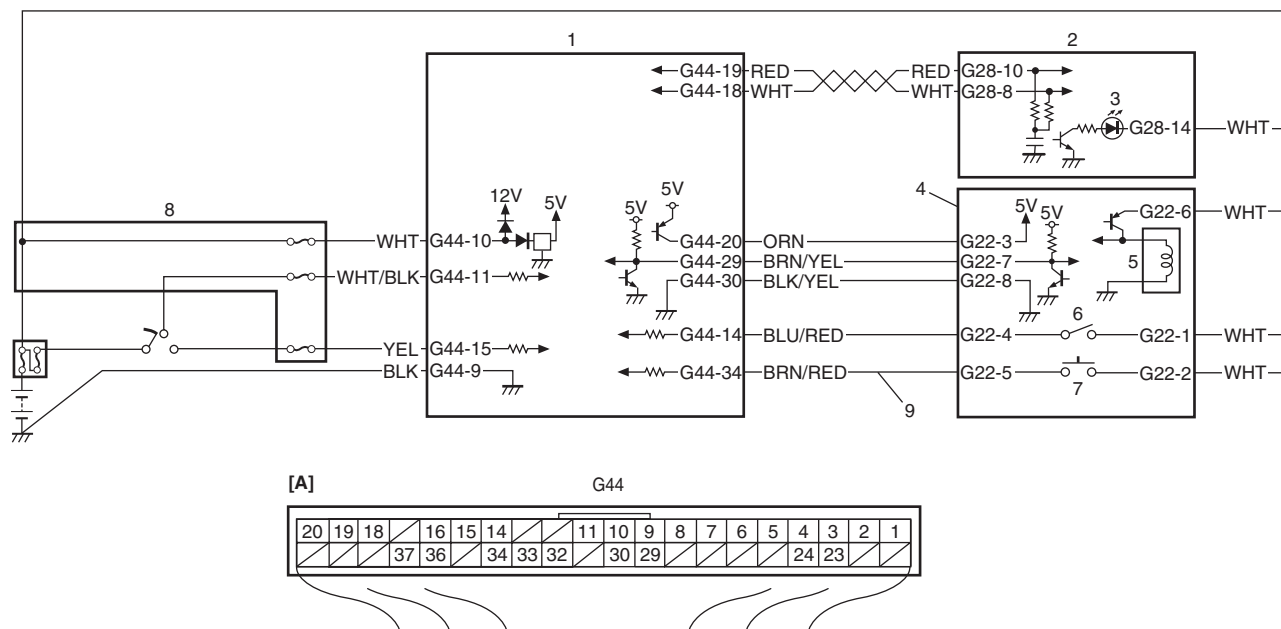 1 2
G44-19 RED RED G28-10
G44-18 WHT WHT G28-8
3
G28-14 WHT
4
8
12V 5V 5V 5V 5V 5V G22-6 WHT
WHT G44-10 G44-20 ORN G22-3
G44-29 BRN/YEL G22-7 5
WHT/BLK G44-11 G44-30 BLK/YEL G22-8
6
G44-14 BLU/RED G22-4 G22-1 WHT
YEL G44-15
BLK G44-9 G44-34 BRN/RED G22-5 G22-2 WHT
7
9
[A] G44
20 19 18 16 15 14 11 10 9 8 7 6 5 4 3 2 1
37 36 34 33 32 30 29 24 23